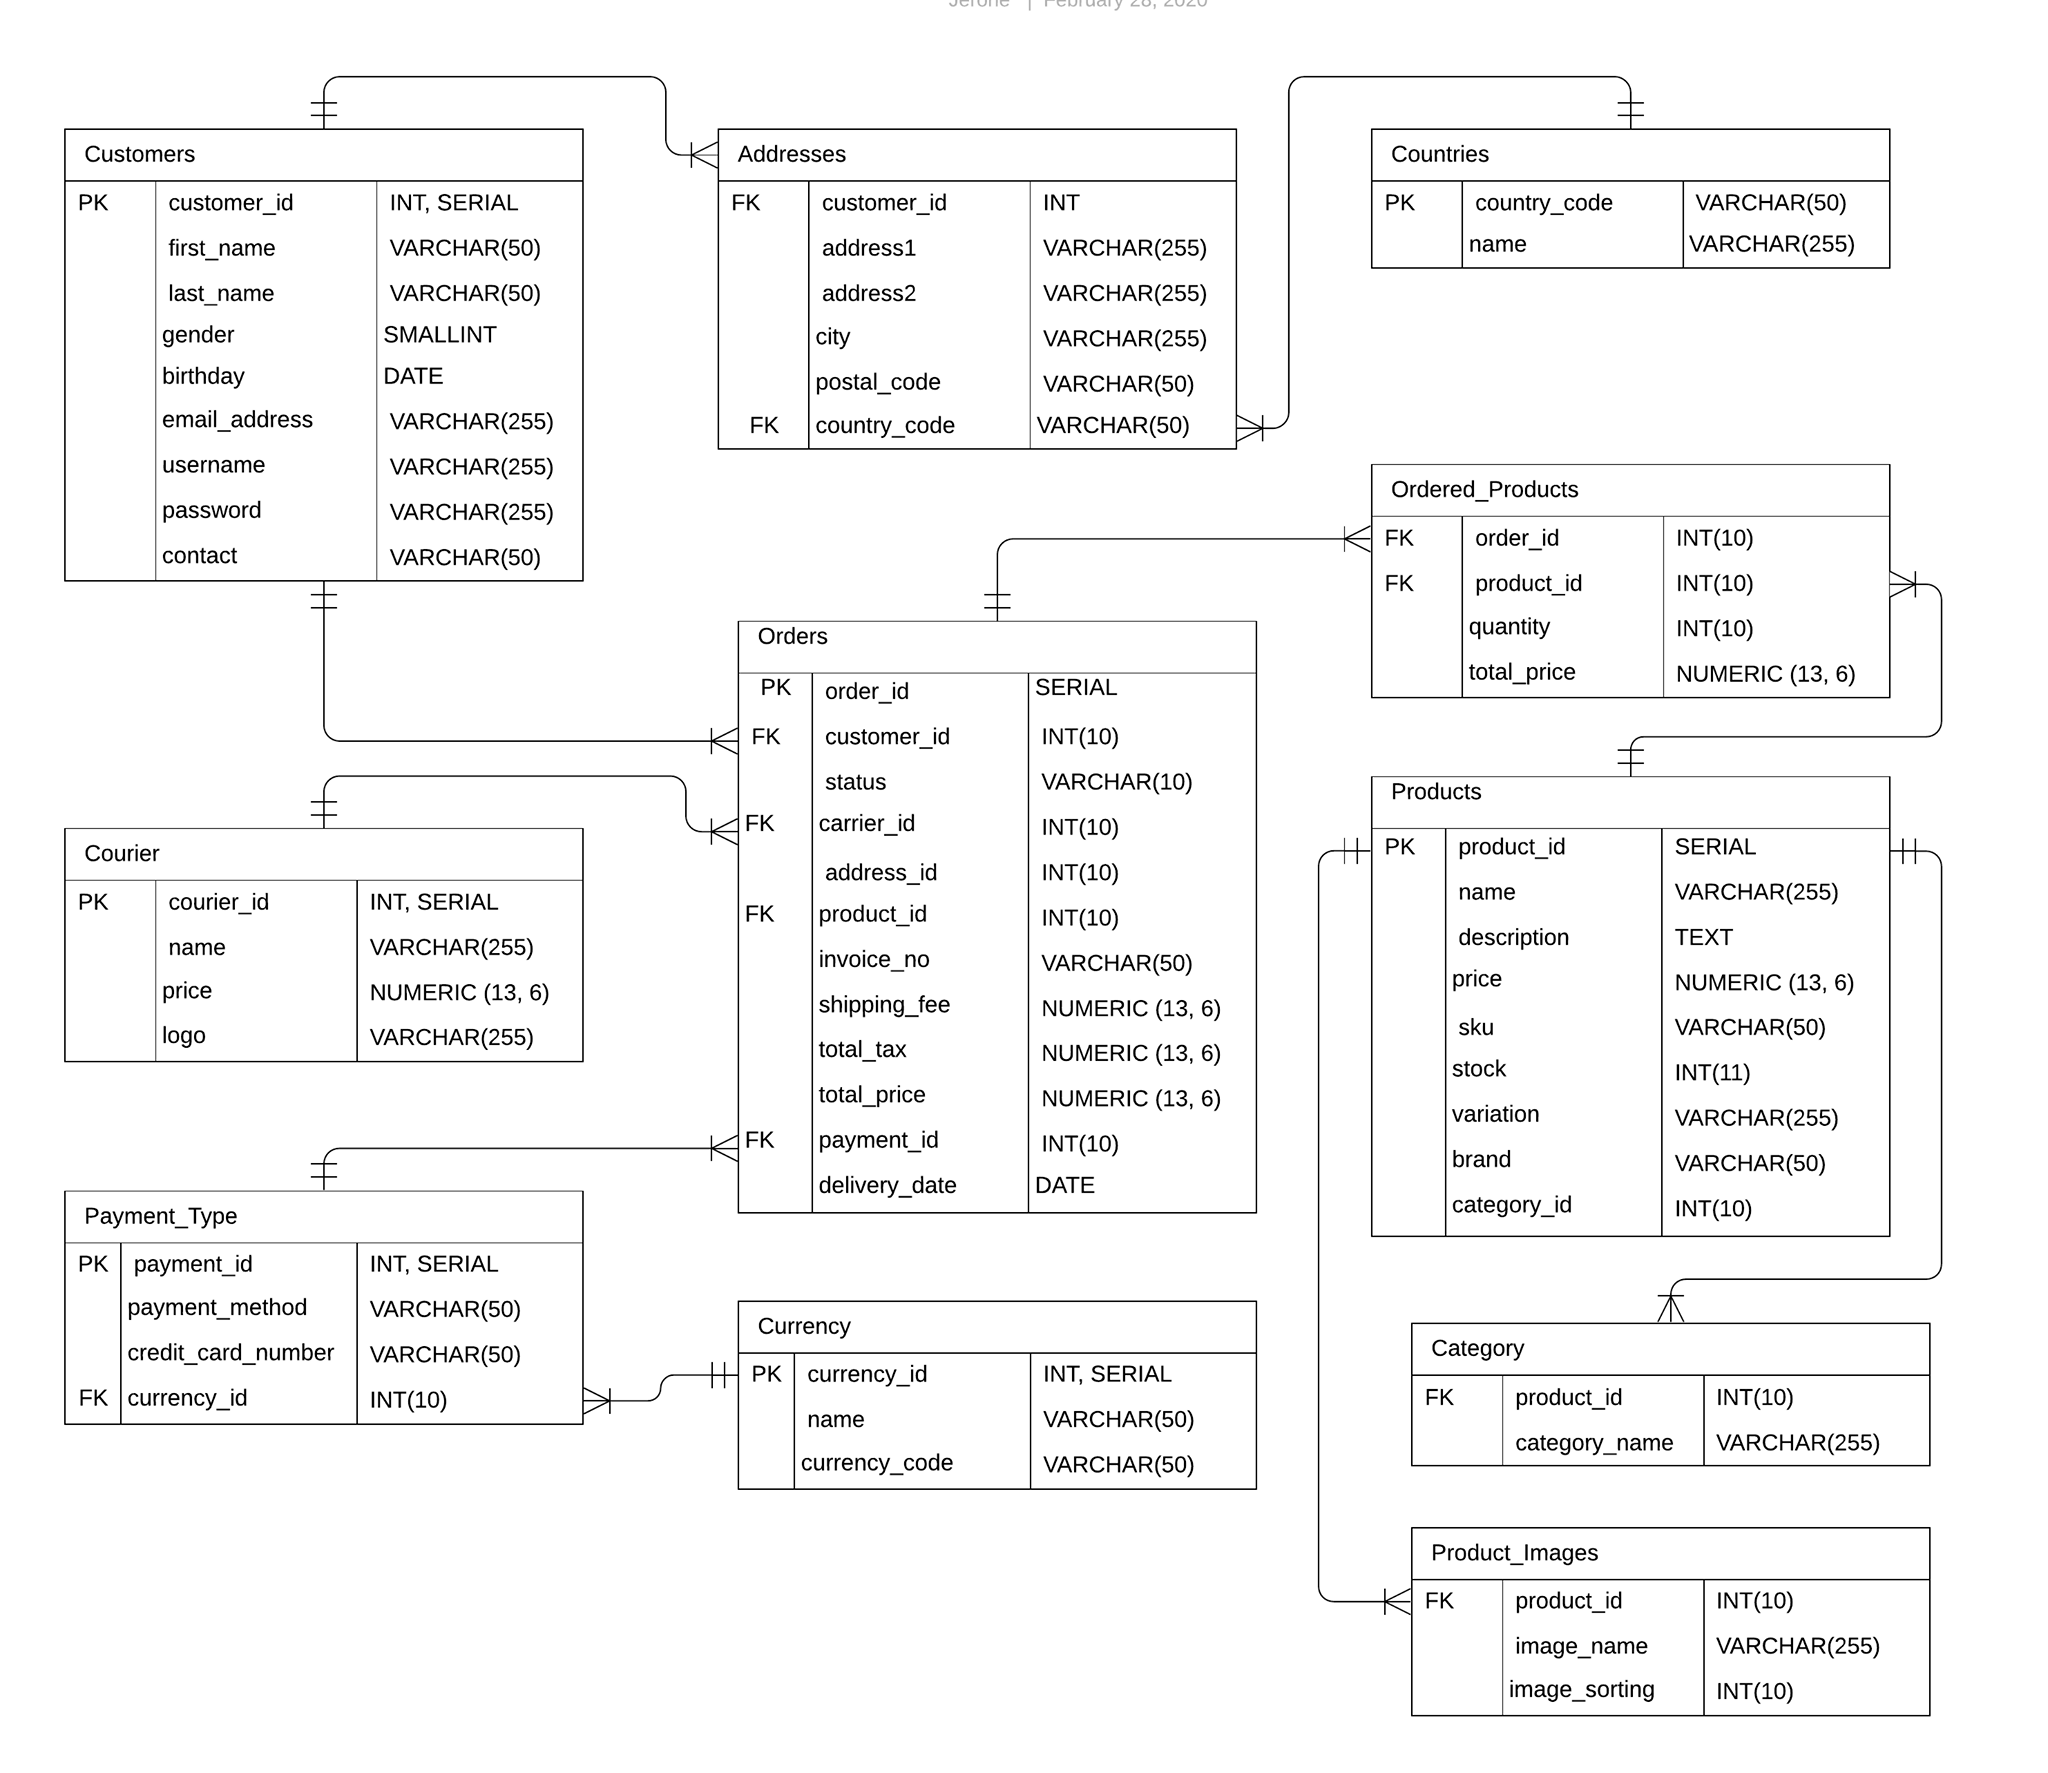 Jerone | February 28, 2020
Customers
PK customer_id INT, SERIAL
first_name VARCHAR(50)
last_name VARCHAR(50)
gender SMALLINT
birthday DATE
email_address VARCHAR(255)
username VARCHAR(255)
password VARCHAR(255)
contact VARCHAR(50)
Addresses
FK customer_id INT
address1 VARCHAR(255)
address2 VARCHAR(255)
city VARCHAR(255)
postal_code VARCHAR(50)
FK country_code VARCHAR(50)
Countries
PK country_code VARCHAR(50)
name VARCHAR(255)
Ordered_Products
FK order_id INT(10)
FK product_id INT(10)
quantity INT(10)
total_price NUMERIC (13, 6)
Orders
PK order_id SERIAL
FK customer_id INT(10)
status VARCHAR(10)
FK carrier_id INT(10)
address_id INT(10)
FK product_id INT(10)
invoice_no VARCHAR(50)
shipping_fee NUMERIC (13, 6)
total_tax NUMERIC (13, 6)
total_price NUMERIC (13, 6)
FK payment_id INT(10)
delivery_date DATE
Products
PK product_id SERIAL
name VARCHAR(255)
description TEXT
price NUMERIC (13, 6)
sku VARCHAR(50)
stock INT(11)
variation VARCHAR(255)
brand VARCHAR(50)
category_id INT(10)
Courier
PK courier_id INT, SERIAL
name VARCHAR(255)
price NUMERIC (13, 6)
logo VARCHAR(255)
Payment_Type
PK payment_id INT, SERIAL
payment_method VARCHAR(50)
credit_card_number VARCHAR(50)
FK currency_id INT(10)
Currency
PK currency_id INT, SERIAL
name VARCHAR(50)
currency_code VARCHAR(50)
Category
FK product_id INT(10)
category_name VARCHAR(255)
Product_Images
FK product_id INT(10)
image_name VARCHAR(255)
image_sorting INT(10)